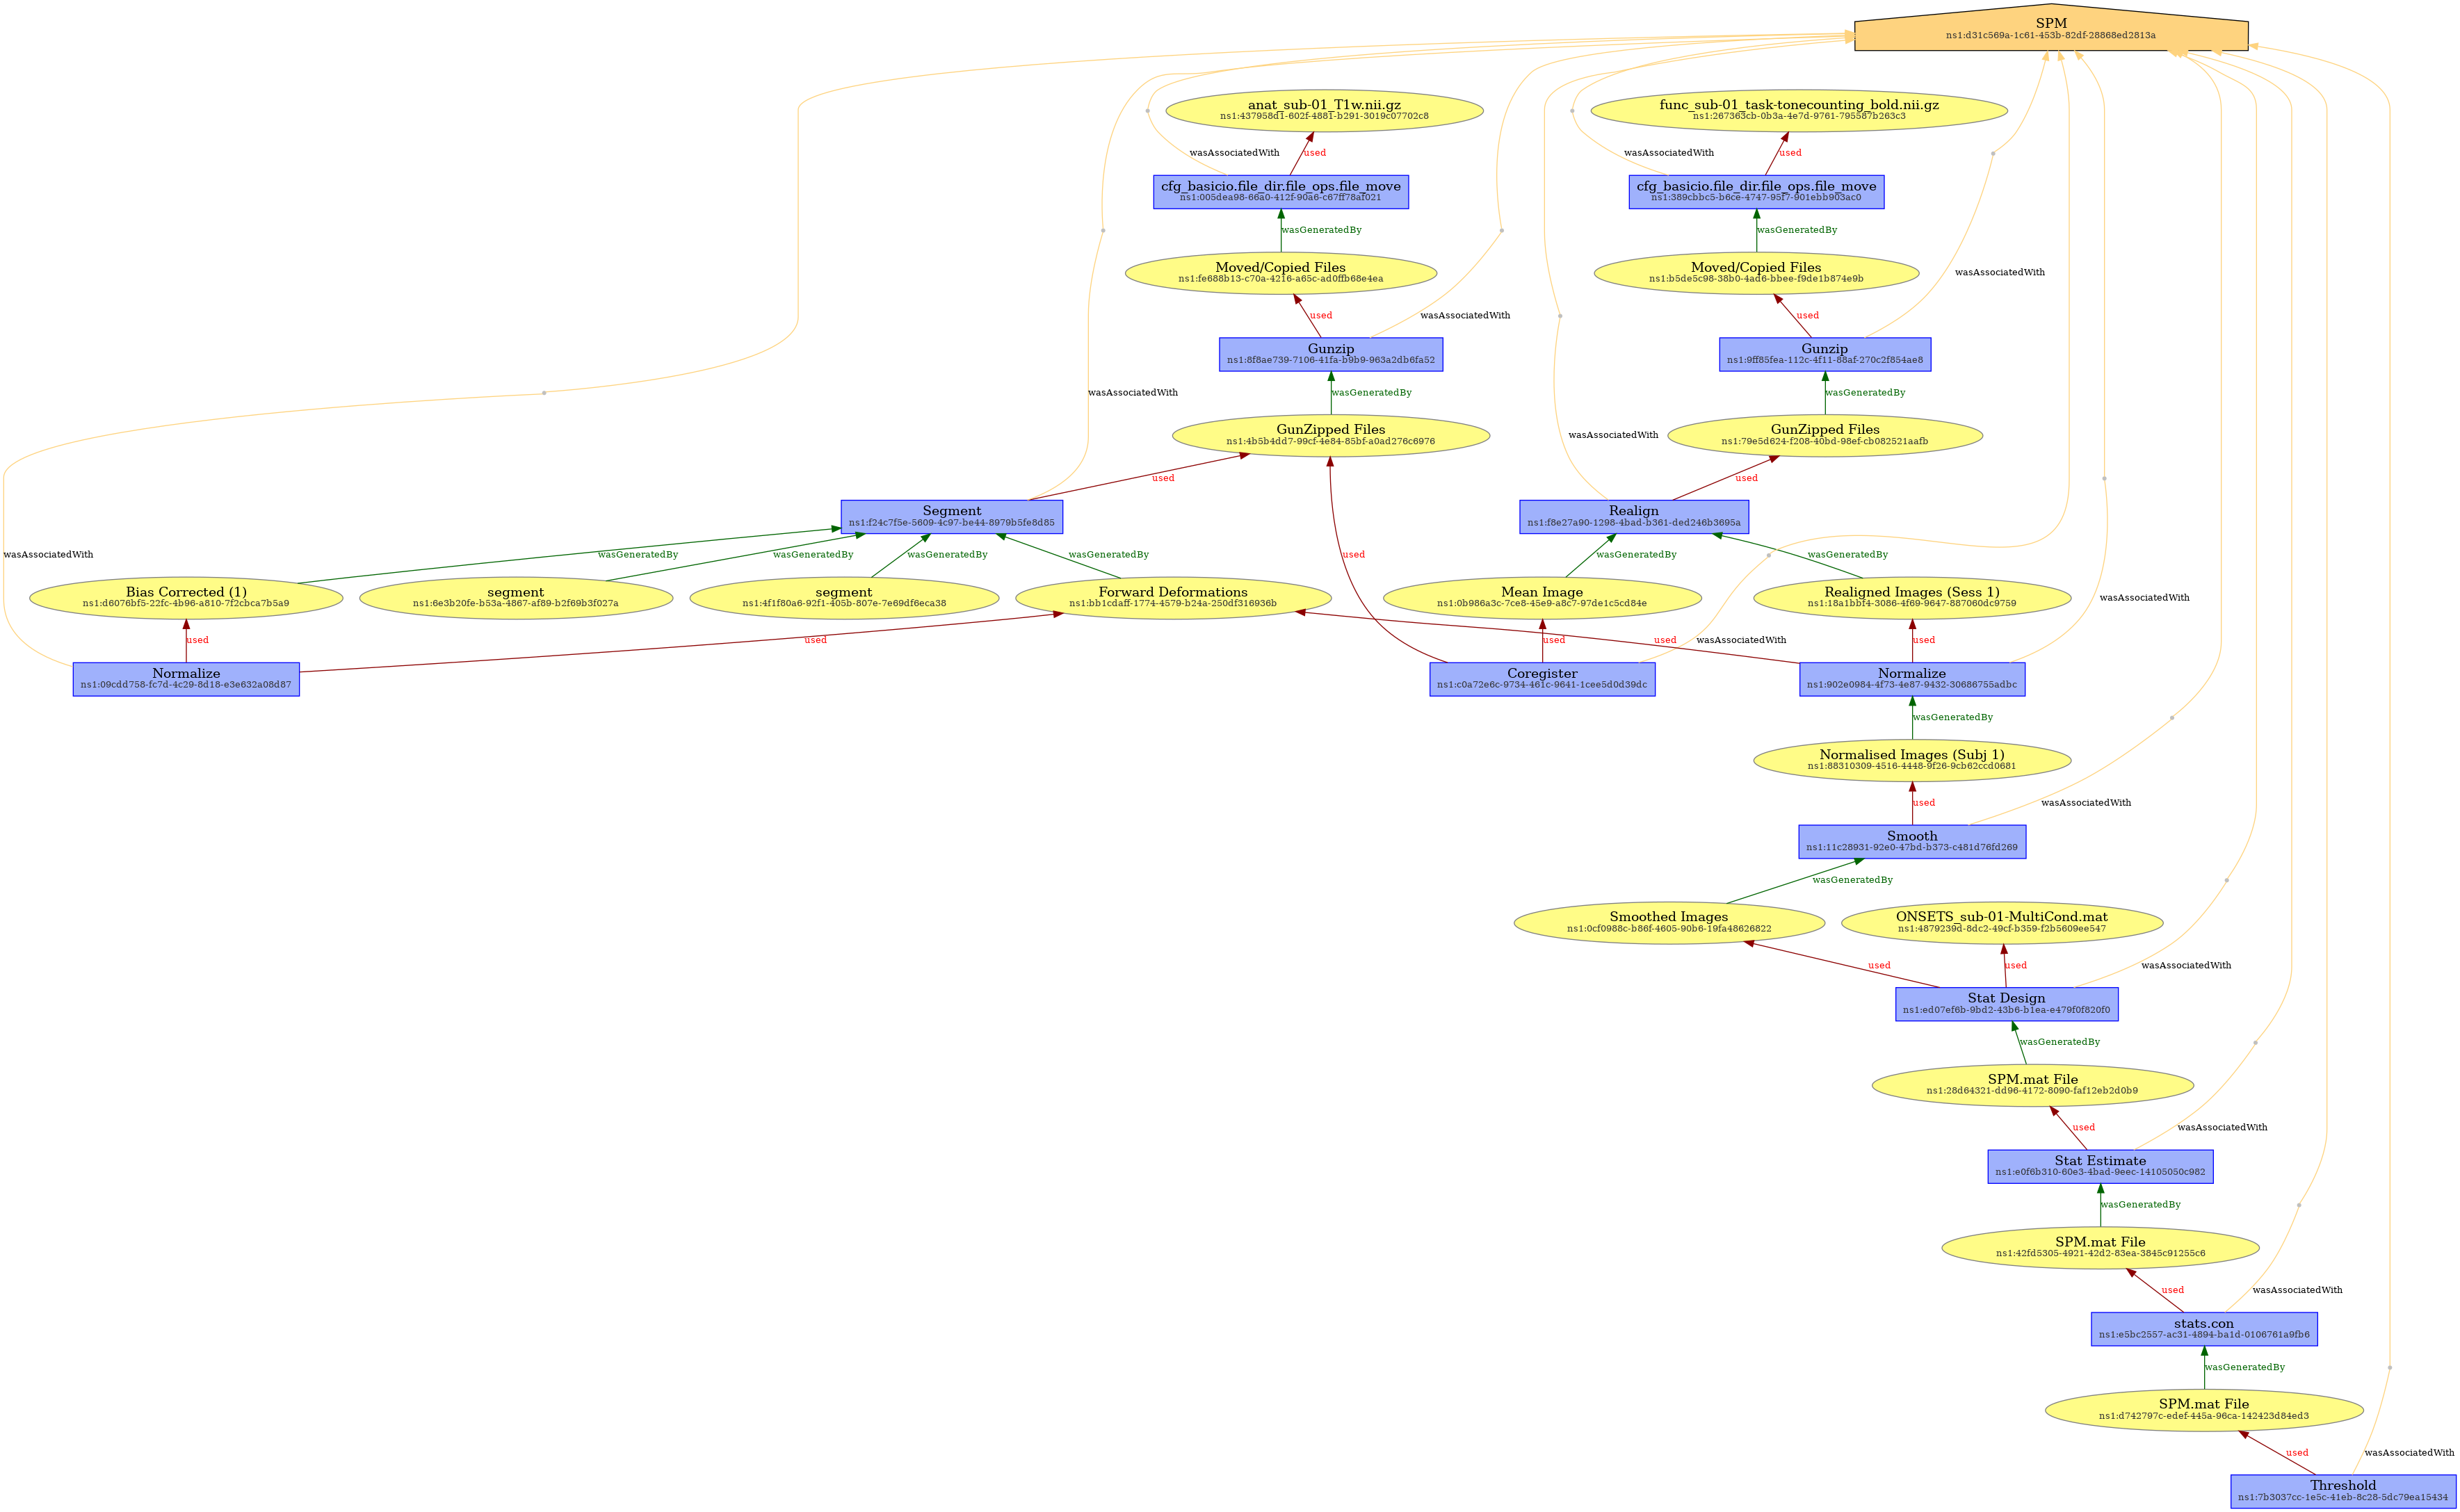 SPM
ns1:d31c569a-1c61-453b-82df-28868ed2813a
anat_sub-01_T1w.nii.gz
ns1:437958d1-602f-4881-b291-3019c07702c8
func_sub-01_task-tonecounting_bold.nii.gz
ns1:267363cb-0b3a-4e7d-9761-795587b263c3
wasAssociatedWith
used
wasAssociatedWith
used
cfg_basicio.file_dir.file_ops.file_move
ns1:005dea98-66a0-412f-90a6-c67ff78af021
cfg_basicio.file_dir.file_ops.file_move
ns1:389cbbc5-b6ce-4747-95f7-901ebb903ac0
wasGeneratedBy
wasGeneratedBy
Moved/Copied Files
ns1:fe688b13-c70a-4216-a65c-ad0ffb68e4ea
Moved/Copied Files
ns1:b5de5c98-38b0-4ad6-bbee-f9de1b874e9b
wasAssociatedWith
used
wasAssociatedWith
used
Gunzip
ns1:8f8ae739-7106-41fa-b9b9-963a2db6fa52
Gunzip
ns1:9ff85fea-112c-4f11-88af-270c2f854ae8
wasAssociatedWith
wasGeneratedBy
wasGeneratedBy
GunZipped Files
ns1:4b5b4dd7-99cf-4e84-85bf-a0ad276c6976
wasAssociatedWith
GunZipped Files
ns1:79e5d624-f208-40bd-98ef-cb082521aafb
used
used
Segment
ns1:f24c7f5e-5609-4c97-be44-8979b5fe8d85
Realign
ns1:f8e27a90-1298-4bad-b361-ded246b3695a
wasAssociatedWith
wasGeneratedBy
wasGeneratedBy
wasGeneratedBy
wasGeneratedBy
used
wasGeneratedBy
wasGeneratedBy
Bias Corrected (1)
ns1:d6076bf5-22fc-4b96-a810-7f2cbca7b5a9
segment
ns1:6e3b20fe-b53a-4867-af89-b2f69b3f027a
segment
ns1:4f1f80a6-92f1-405b-807e-7e69df6eca38
Forward Deformations
ns1:bb1cdaff-1774-4579-b24a-250df316936b
Mean Image
ns1:0b986a3c-7ce8-45e9-a8c7-97de1c5cd84e
Realigned Images (Sess 1)
ns1:18a1bbf4-3086-4f69-9647-887060dc9759
wasAssociatedWith
used
used
used
used
wasAssociatedWith
used
Normalize
ns1:09cdd758-fc7d-4c29-8d18-e3e632a08d87
Coregister
ns1:c0a72e6c-9734-461c-9641-1cee5d0d39dc
Normalize
ns1:902e0984-4f73-4e87-9432-30686755adbc
wasGeneratedBy
Normalised Images (Subj 1)
ns1:88310309-4516-4448-9f26-9cb62ccd0681
used
wasAssociatedWith
Smooth
ns1:11c28931-92e0-47bd-b373-c481d76fd269
wasGeneratedBy
Smoothed Images
ns1:0cf0988c-b86f-4605-90b6-19fa48626822
ONSETS_sub-01-MultiCond.mat
ns1:4879239d-8dc2-49cf-b359-f2b5609ee547
used
used
wasAssociatedWith
Stat Design
ns1:ed07ef6b-9bd2-43b6-b1ea-e479f0f820f0
wasGeneratedBy
SPM.mat File
ns1:28d64321-dd96-4172-8090-faf12eb2d0b9
used
wasAssociatedWith
Stat Estimate
ns1:e0f6b310-60e3-4bad-9eec-14105050c982
wasGeneratedBy
SPM.mat File
ns1:42fd5305-4921-42d2-83ea-3845c91255c6
used
wasAssociatedWith
stats.con
ns1:e5bc2557-ac31-4894-ba1d-0106761a9fb6
wasGeneratedBy
SPM.mat File
ns1:d742797c-edef-445a-96ca-142423d84ed3
used
wasAssociatedWith
Threshold
ns1:7b3037cc-1e5c-41eb-8c28-5dc79ea15434